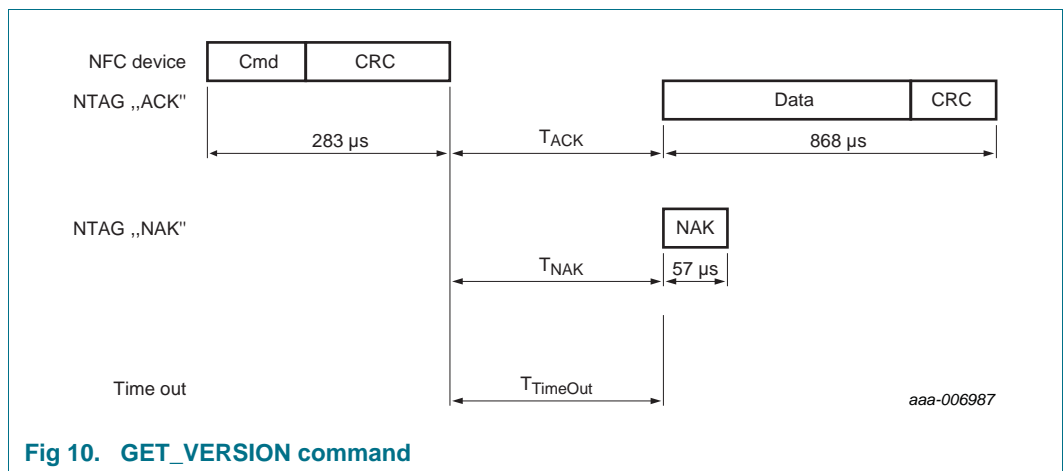 NFC device Cmd CRC
NTAG ,,ACK" Data CRC
283 µs TACK 868 µs
NTAG ,,NAK" NAK
TNAK 57 µs
Time out TTimeOut aaa-006987
Fig 10. GET_VERSION command